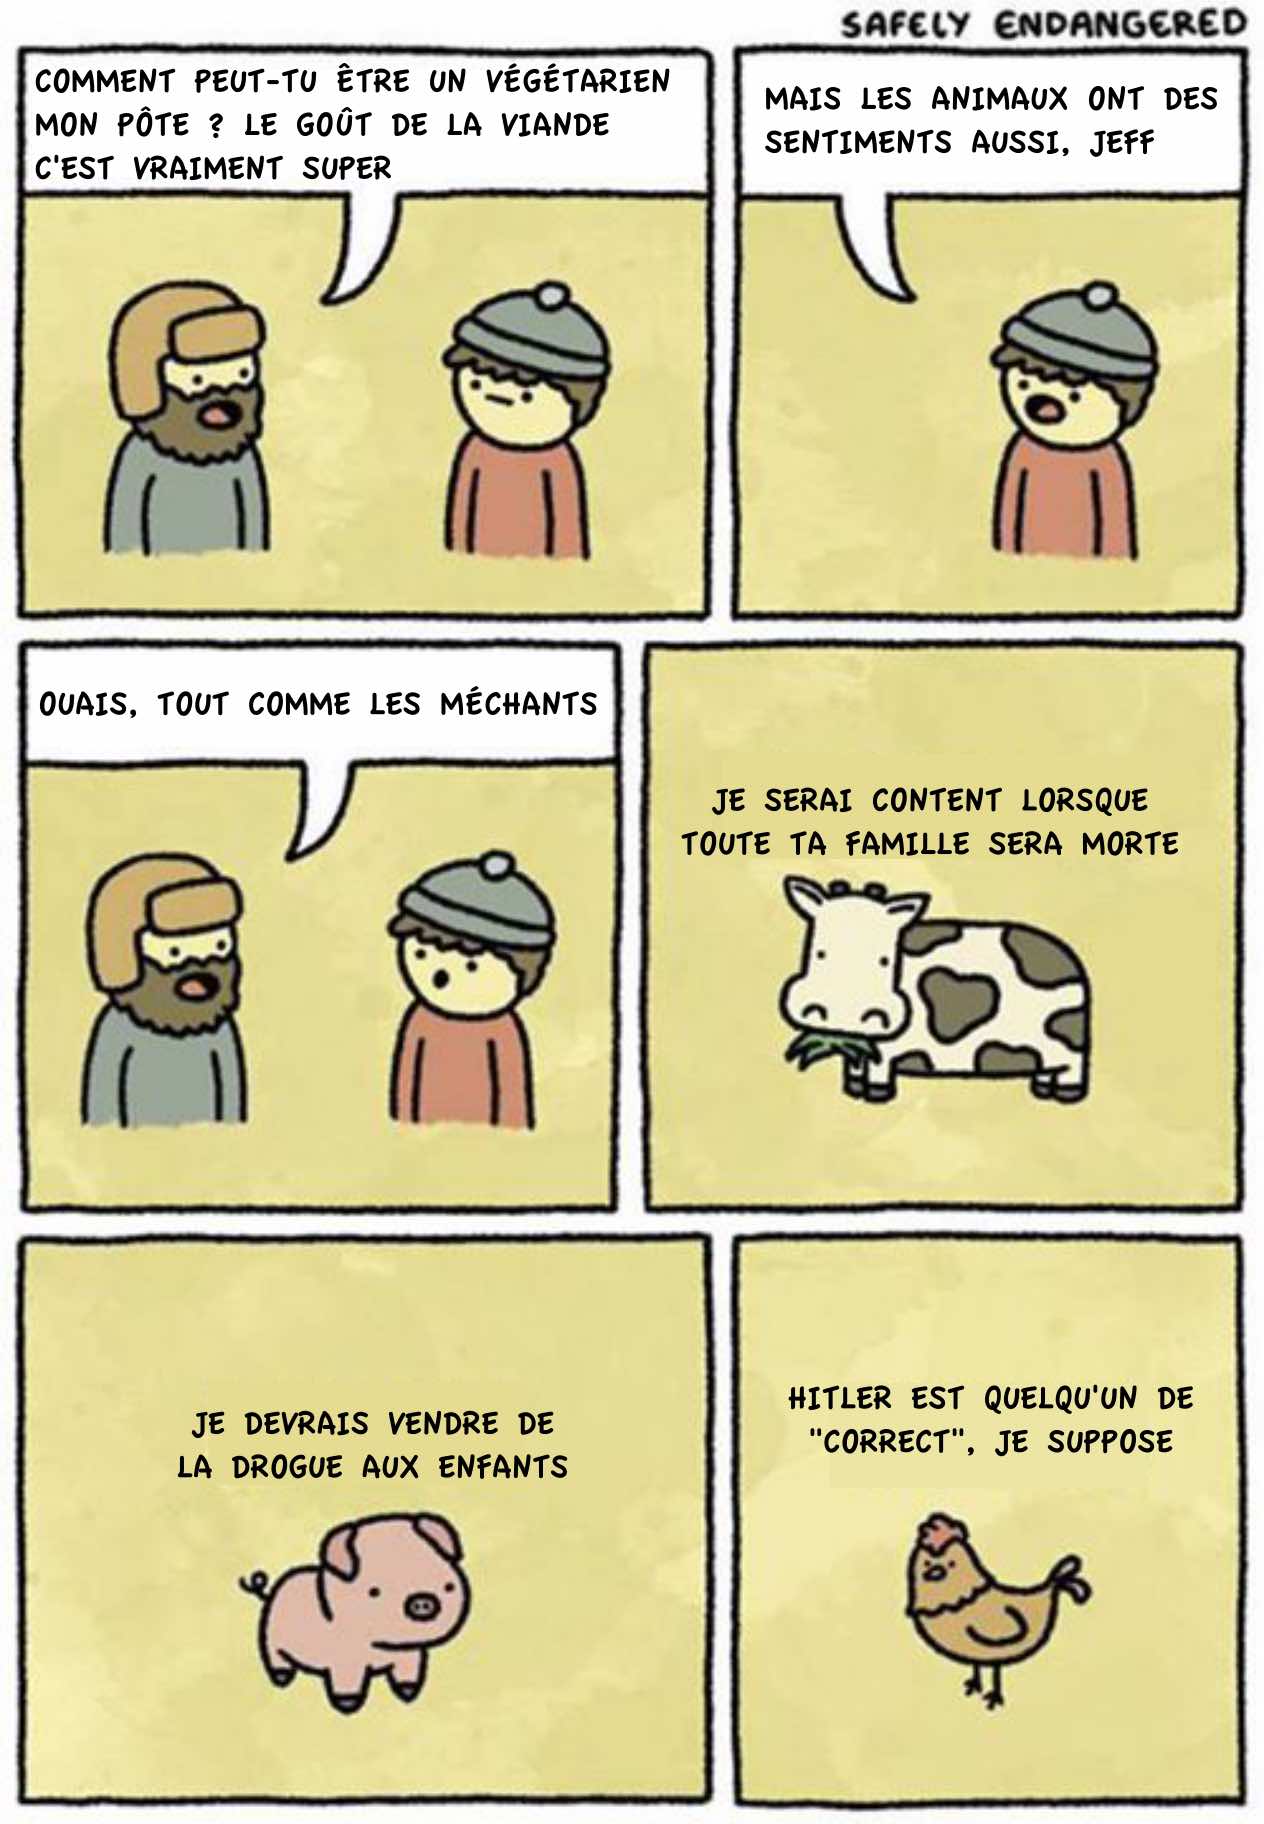 SAFELY ENDANGERED
COMMENT PEUT-TU ÊTRE UN VÉGÉTARIEN
MON PÔTE ? LE GOÛT DE LA VIANDE
C'EST VRAIMENT SUPER
MAIS LES ANIMAUX ONT DES
SENTIMENTS AUSSI, JEFF
OUAIS, TOUT COMME LES MÉCHANTS
JE SERAI CONTENT LORSQUE
TOUTE TA FAMILLE SERA MORTE
JE DEVRAIS VENDRE DE
LA DROGUE AUX ENFANTS
HITLER EST QUELQU'UN DE
"CORRECT", JE SUPPOSE